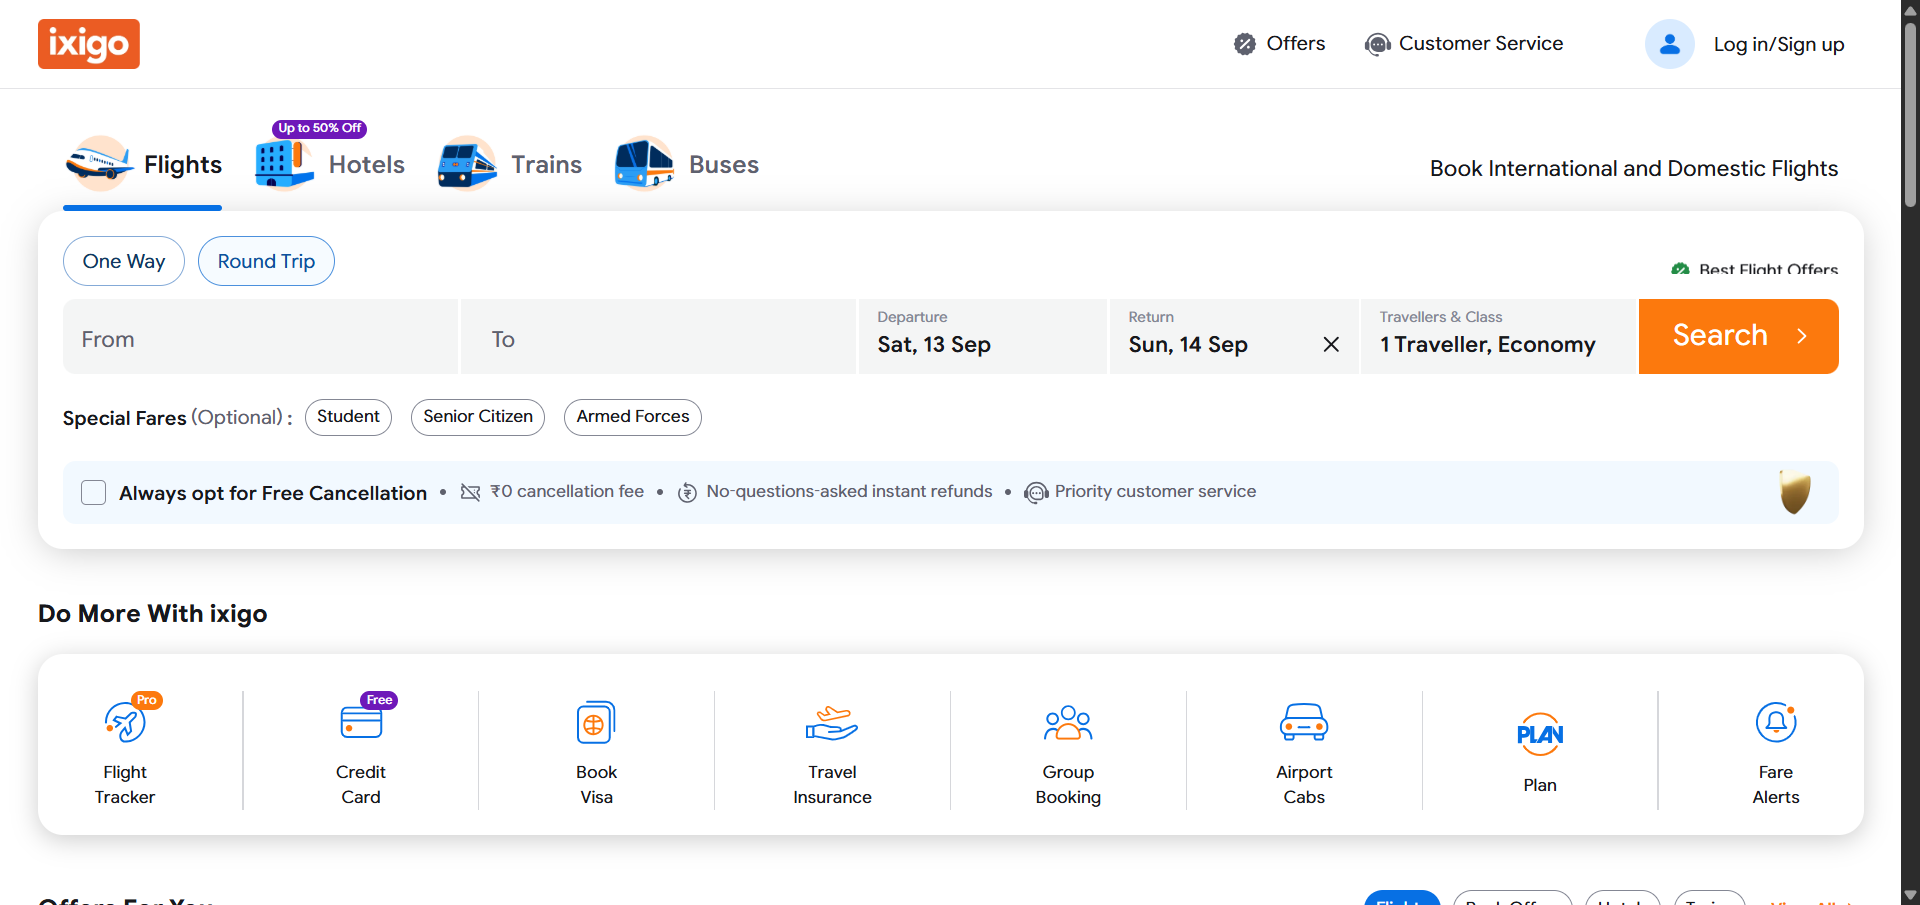 ixigo
Offers
Customer Service
Log in/Sign up
Up to 50% Off
Flights
Hotels
Trains
Buses
Book International and Domestic Flights
One Way
Round Trip
Best Flight Offers
From
To
Departure
Sat, 13 Sep
Return
Sun, 14 Sep
Travellers & Class
1 Traveller, Economy
Search
Special Fares (Optional) :
Student
Senior Citizen
Armed Forces
Always opt for Free Cancellation • ₹0 cancellation fee • No-questions-asked instant refunds • Priority customer service
Do More With ixigo
Pro
Flight
Tracker
Free
Credit
Card
Book
Visa
Travel
Insurance
Group
Booking
Airport
Cabs
PLAN
Plan
Fare
Alerts
Offers For You
Flights